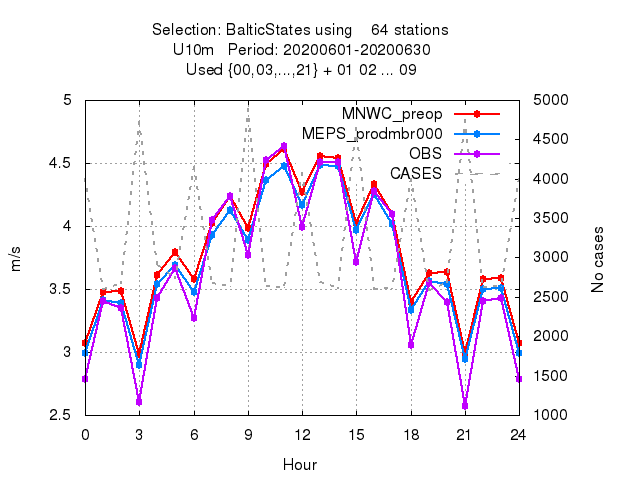 Selection: BalticStates using    64 stations
U10m   Period: 20200601-20200630
Used {00,03,...,21} + 01 02 ... 09
MNWC_preop
MEPS_prodmbr000
OBS
CASES
5
4.5
4
3.5
3
2.5
5000
4500
4000
3500
3000
2500
2000
1500
1000
m/s
No cases
0 3 6 9 12 15 18 21 24
Hour